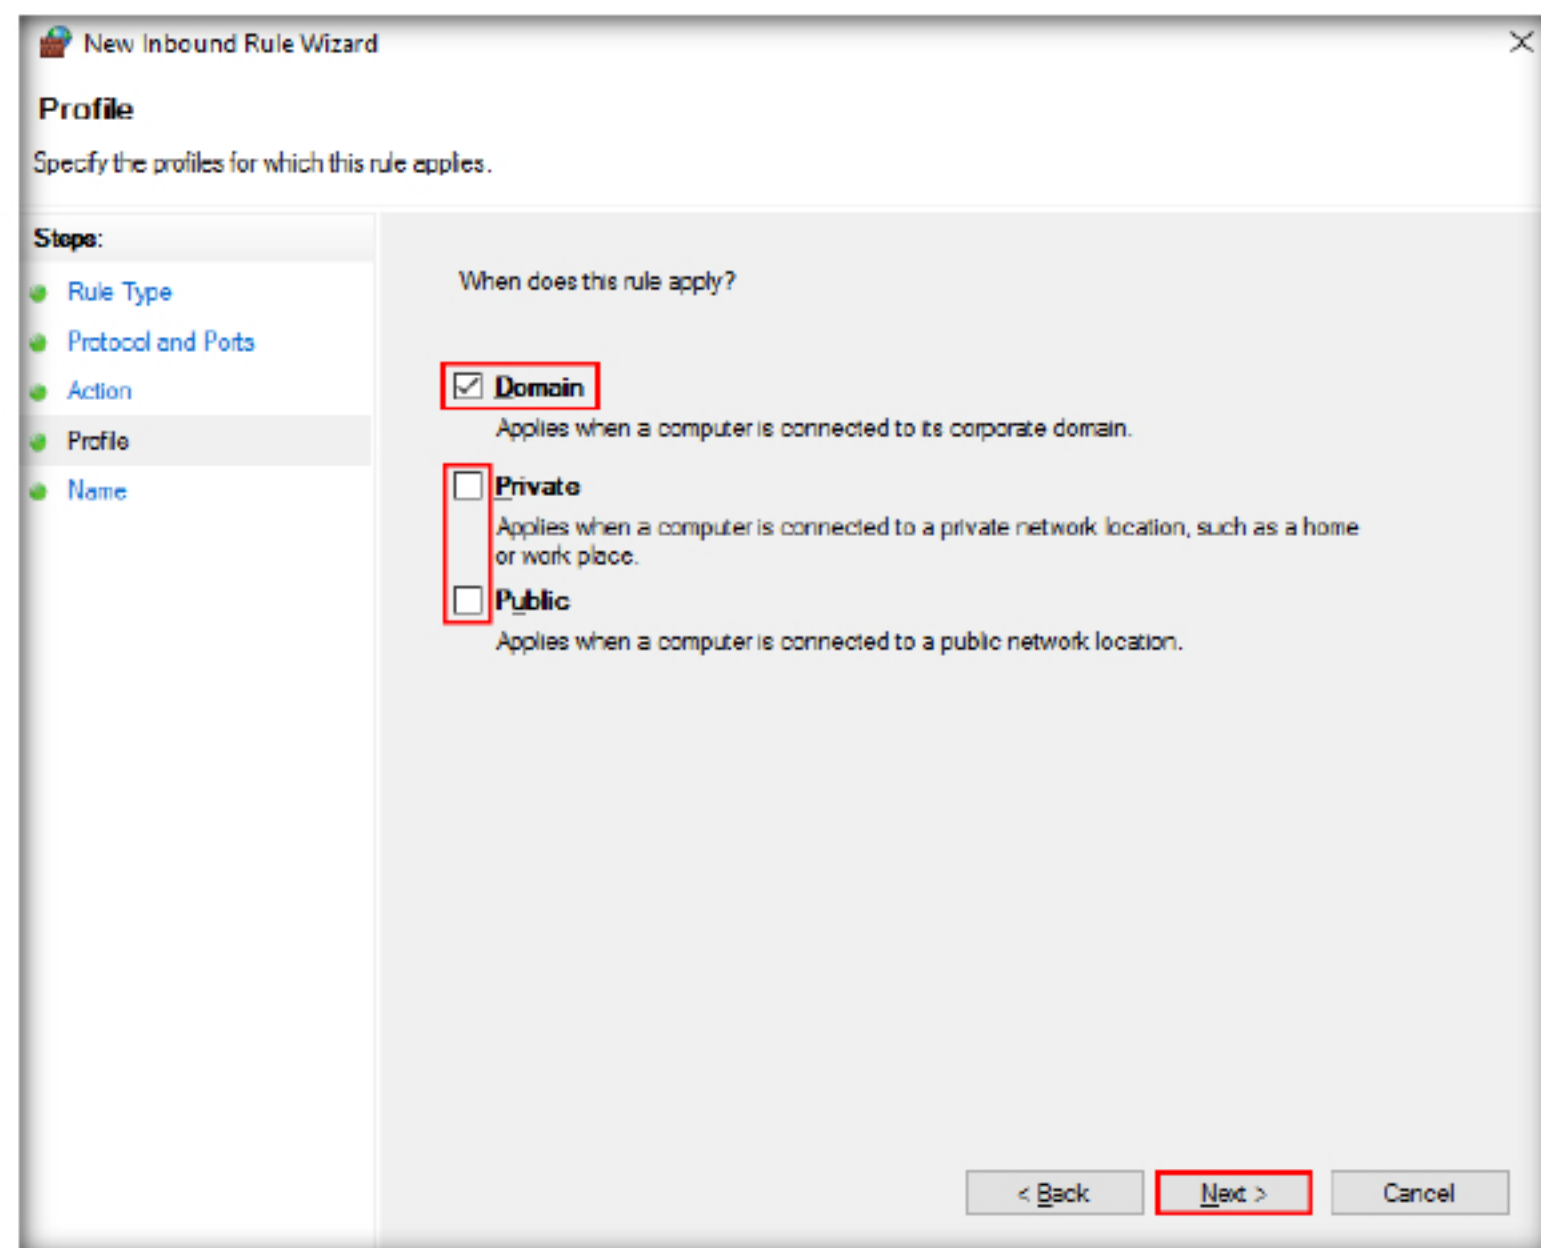 New Inbound Rule Wizard
Profile
Specify the profiles for which this rule applies.
Steps:
Rule Type
Protocol and Ports
Action
Profile
Name
When does this rule apply?
Domain
Applies when a computer is connected to its corporate domain.
Private
Applies when a computer is connected to a private network location, such as a home
or work place.
Public
Applies when a computer is connected to a public network location.
< Back
Next >
Cancel